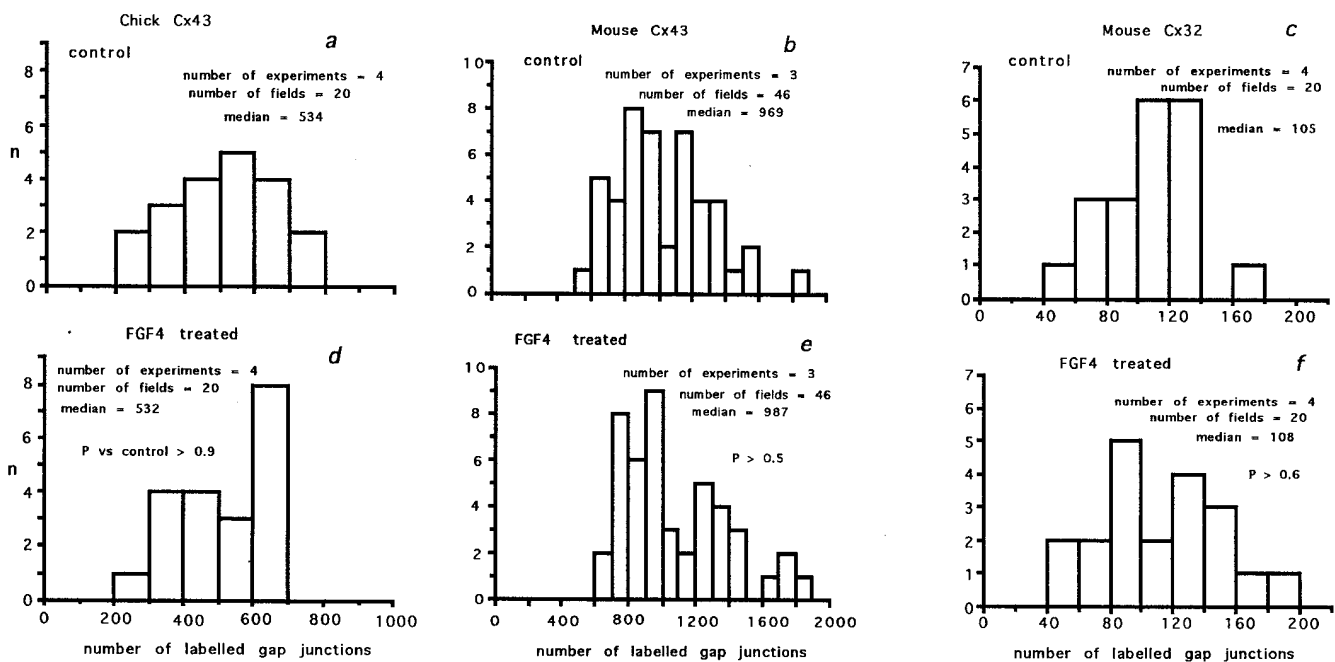 Chick Cx43
a
control
number of experiments = 4
number of fields = 20
median = 534
n
8
6
4
2
0
Mouse Cx43
b
control
number of experiments = 3
number of fields = 46
median = 969
10
8
6
4
2
0
Mouse Cx32
c
control
number of experiments = 4
number of fields = 20
median = 105
7
6
5
4
3
2
1
0
0 40 80 120 160 200
FGF4 treated
d
number of experiments = 4
number of fields = 20
median = 532
P vs control > 0.9
n
8
6
4
2
0
0 200 400 600 800 1000
number of labelled gap junctions
FGF4 treated
e
number of experiments = 3
number of fields = 46
median = 987
P > 0.5
10
8
6
4
2
0
0 400 800 1200 1600 2000
number of labelled gap junctions
FGF4 treated
f
number of experiments = 4
number of fields = 20
median = 108
P > 0.6
7
6
5
4
3
2
1
0
0 40 80 120 160 200
number of labelled gap junctions